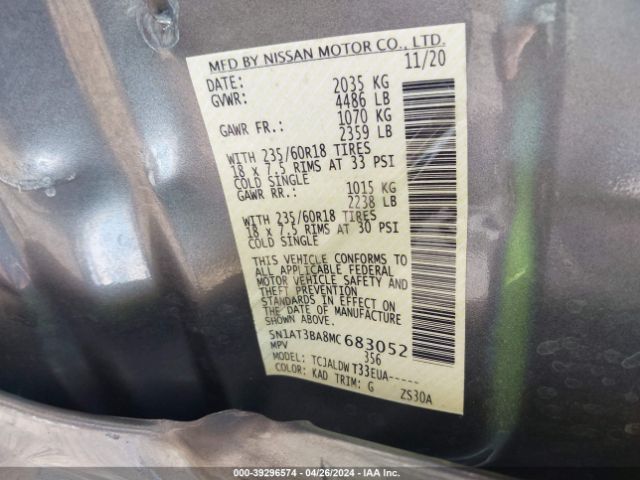 MFD BY NISSAN MOTOR CO., LTD.
DATE: 11/20
GVWR: 2035 KG
4486 LB
GAWR FR.: 1070 KG
2359 LB
WITH 235/60R18 TIRES
18 x 7.5 RIMS AT 33 PSI
COLD SINGLE
GAWR RR.: 1015 KG
2238 LB
WITH 235/60R18 TIRES
18 x 7.5 RIMS AT 30 PSI
COLD SINGLE
THIS VEHICLE CONFORMS TO
ALL APPLICABLE FEDERAL
MOTOR VEHICLE SAFETY AND
THEFT PREVENTION
STANDARDS IN EFFECT ON
THE DATE OF MANUFACTURE
SHOWN ABOVE.
5N1AT3BA8MC 683052
MPV 356
MODEL: TCJALDW T33EUA-----
COLOR: KAD TRIM: G ZS30A
000-39296574 | 04/26/2024 | IAA Inc.